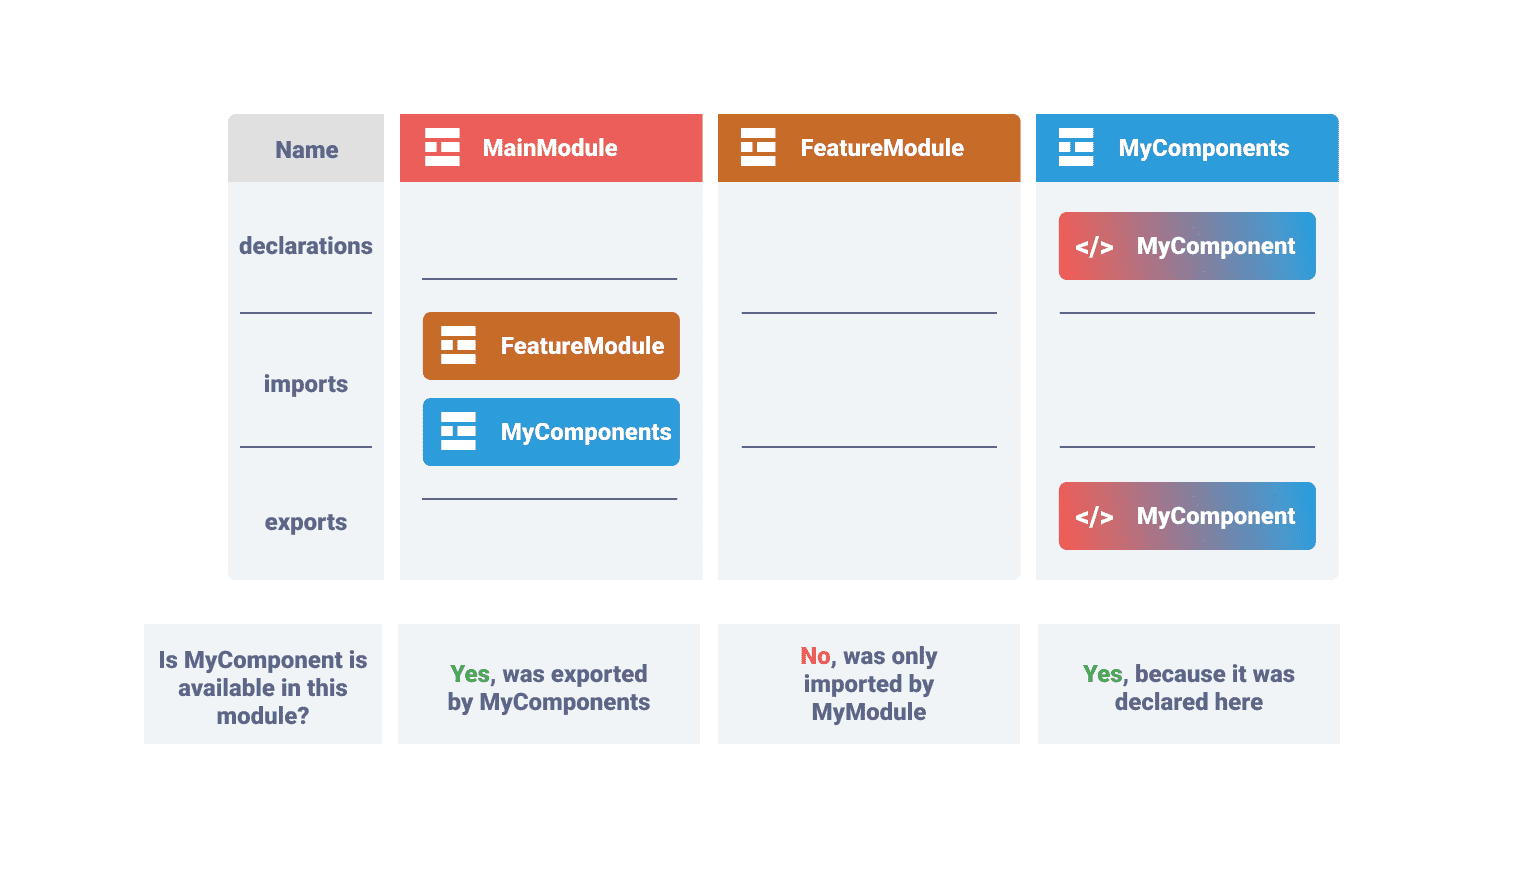 Name
MainModule
FeatureModule
MyComponents
declarations
</> MyComponent
imports
FeatureModule
MyComponents
exports
</> MyComponent
Is MyComponent is
available in this
module?
Yes, was exported
by MyComponents
No, was only
imported by
MyModule
Yes, because it was
declared here